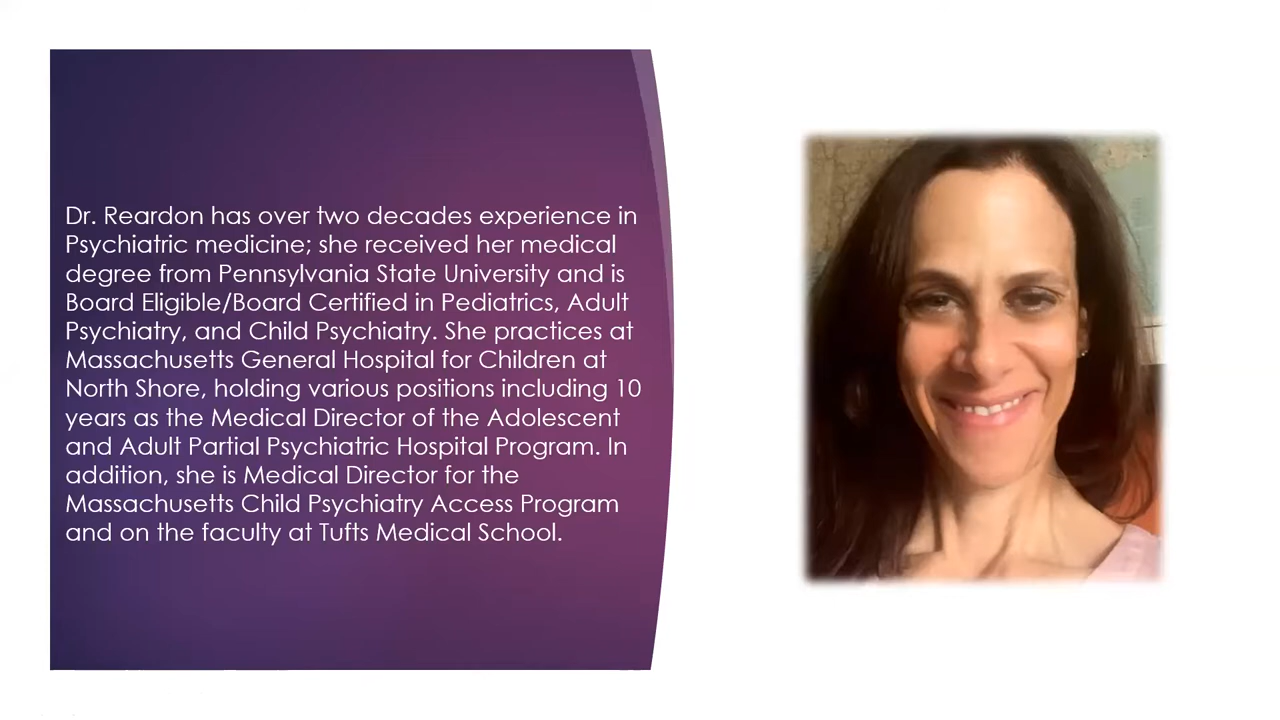 Dr. Reardon has over two decades experience in
Psychiatric medicine; she received her medical
degree from Pennsylvania State University and is
Board Eligible/Board Certified in Pediatrics, Adult
Psychiatry, and Child Psychiatry. She practices at
Massachusetts General Hospital for Children at
North Shore, holding various positions including 10
years as the Medical Director of the Adolescent
and Adult Partial Psychiatric Hospital Program. In
addition, she is Medical Director for the
Massachusetts Child Psychiatry Access Program
and on the faculty at Tufts Medical School.